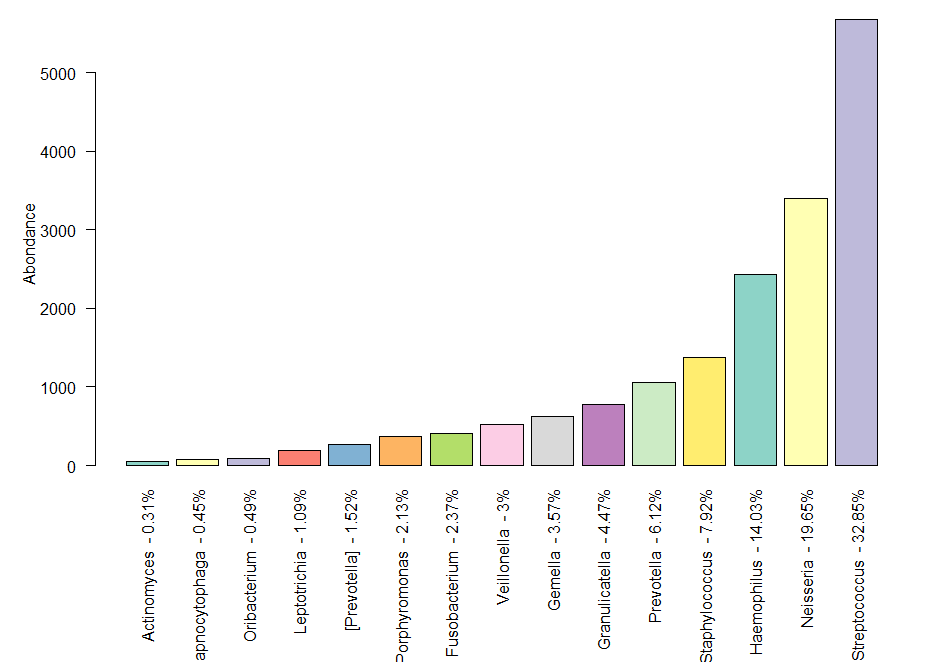 Abondance
5000
4000
3000
2000
1000
0
Actinomyces - 0.31%
apnocytophaga - 0.45%
Oribacterium - 0.49%
Leptotrichia - 1.09%
[Prevotella] - 1.52%
Porphyromonas - 2.13%
Fusobacterium - 2.37%
Veillonella - 3%
Gemella - 3.57%
Granulicatella - 4.47%
Prevotella - 6.12%
Staphylococcus - 7.92%
Haemophilus - 14.03%
Neisseria - 19.65%
Streptococcus - 32.85%